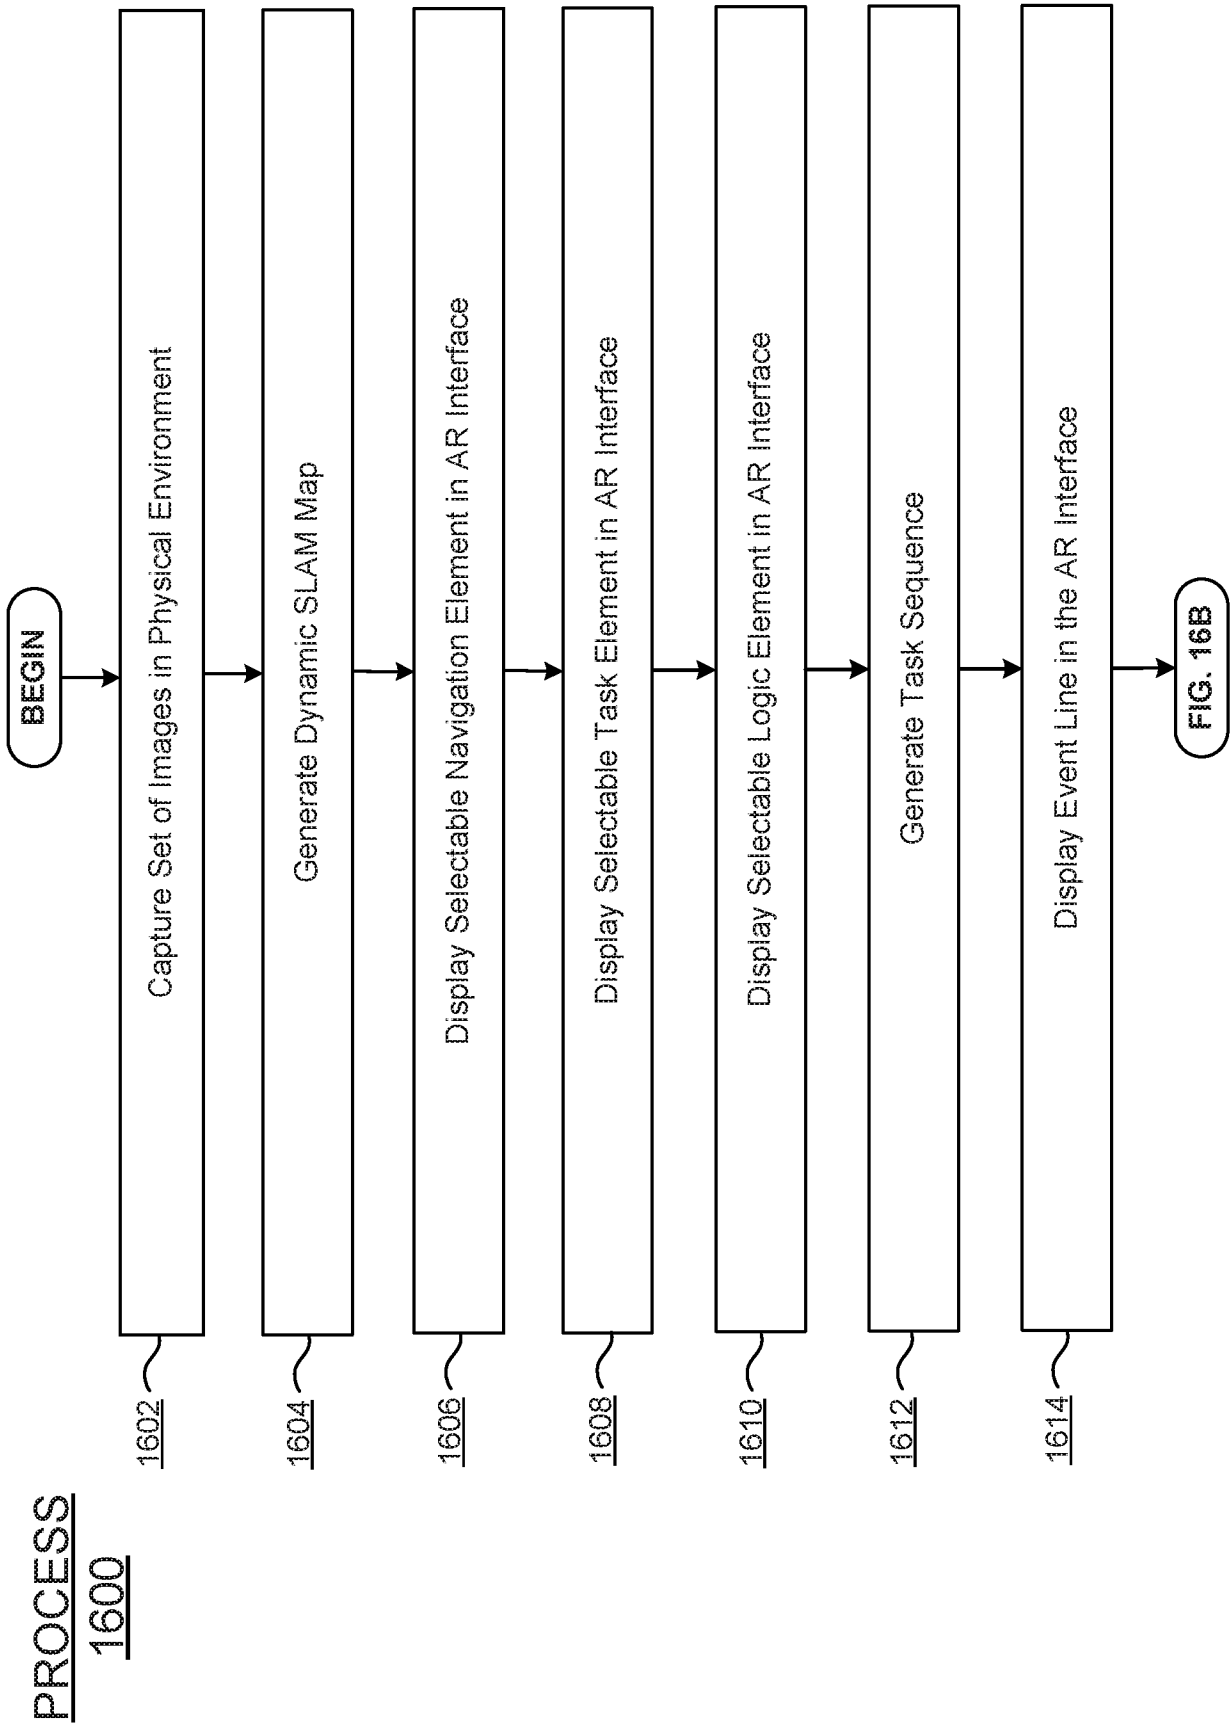 PROCESS
1600
BEGIN
1602
Capture Set of Images in Physical Environment
1604
Generate Dynamic SLAM Map
1606
Display Selectable Navigation Element in AR Interface
1608
Display Selectable Task Element in AR Interface
1610
Display Selectable Logic Element in AR Interface
1612
Generate Task Sequence
1614
Display Event Line in the AR Interface
FIG. 16B